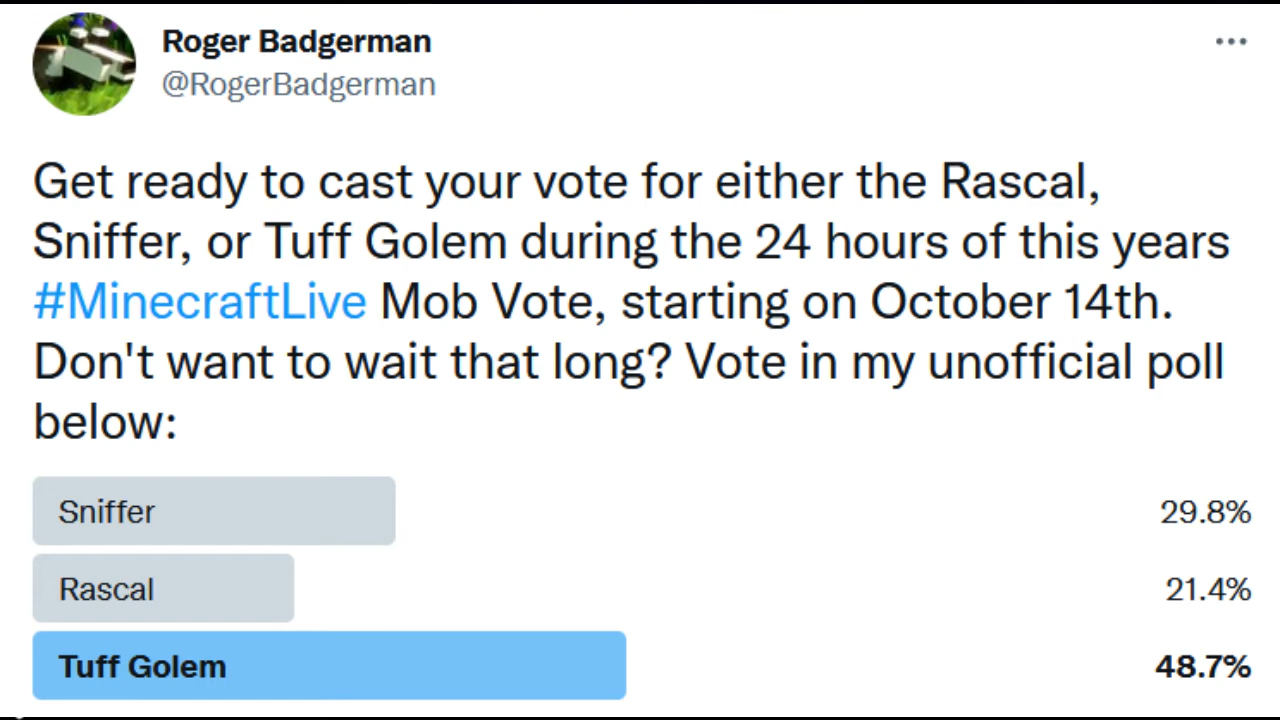 Roger Badgerman
@RogerBadgerman
Get ready to cast your vote for either the Rascal,
Sniffer, or Tuff Golem during the 24 hours of this years
#MinecraftLive Mob Vote, starting on October 14th.
Don't want to wait that long? Vote in my unofficial poll
below:
Sniffer 29.8%
Rascal 21.4%
Tuff Golem 48.7%